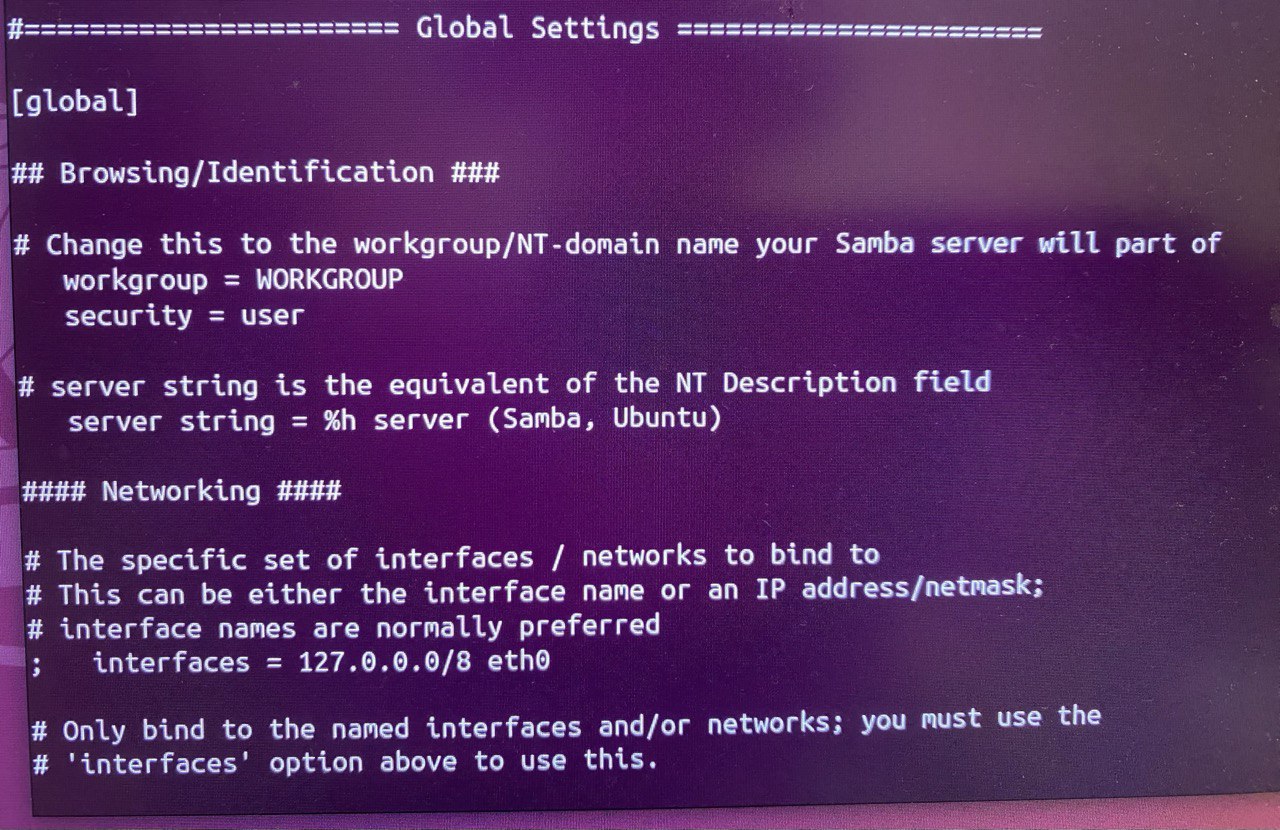 #======================= Global Settings =======================
[global]
## Browsing/Identification ###
# Change this to the workgroup/NT-domain name your Samba server will part of
workgroup = WORKGROUP
security = user
# server string is the equivalent of the NT Description field
server string = %h server (Samba, Ubuntu)
#### Networking ####
# The specific set of interfaces / networks to bind to
# This can be either the interface name or an IP address/netmask;
# interface names are normally preferred
;   interfaces = 127.0.0.0/8 eth0
# Only bind to the named interfaces and/or networks; you must use the
# 'interfaces' option above to use this.